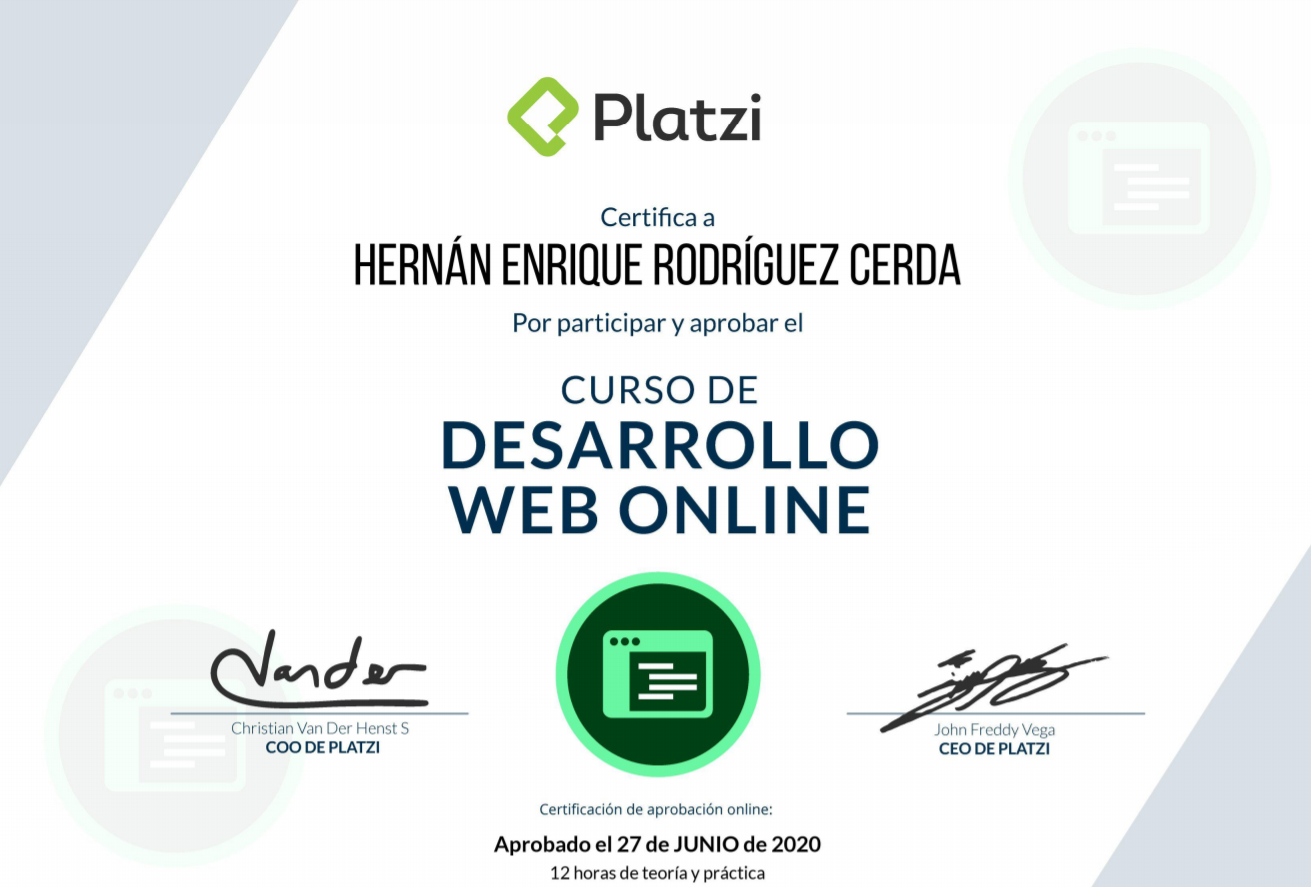 Platzi
Certifica a
HERNÁN ENRIQUE RODRÍGUEZ CERDA
Por participar y aprobar el
CURSO DE
DESARROLLO
WEB ONLINE
Vander
Christian Van Der Henst S
COO DE PLATZI
John Freddy Vega
CEO DE PLATZI
Certificación de aprobación online:
Aprobado el 27 de JUNIO de 2020
12 horas de teoría y práctica